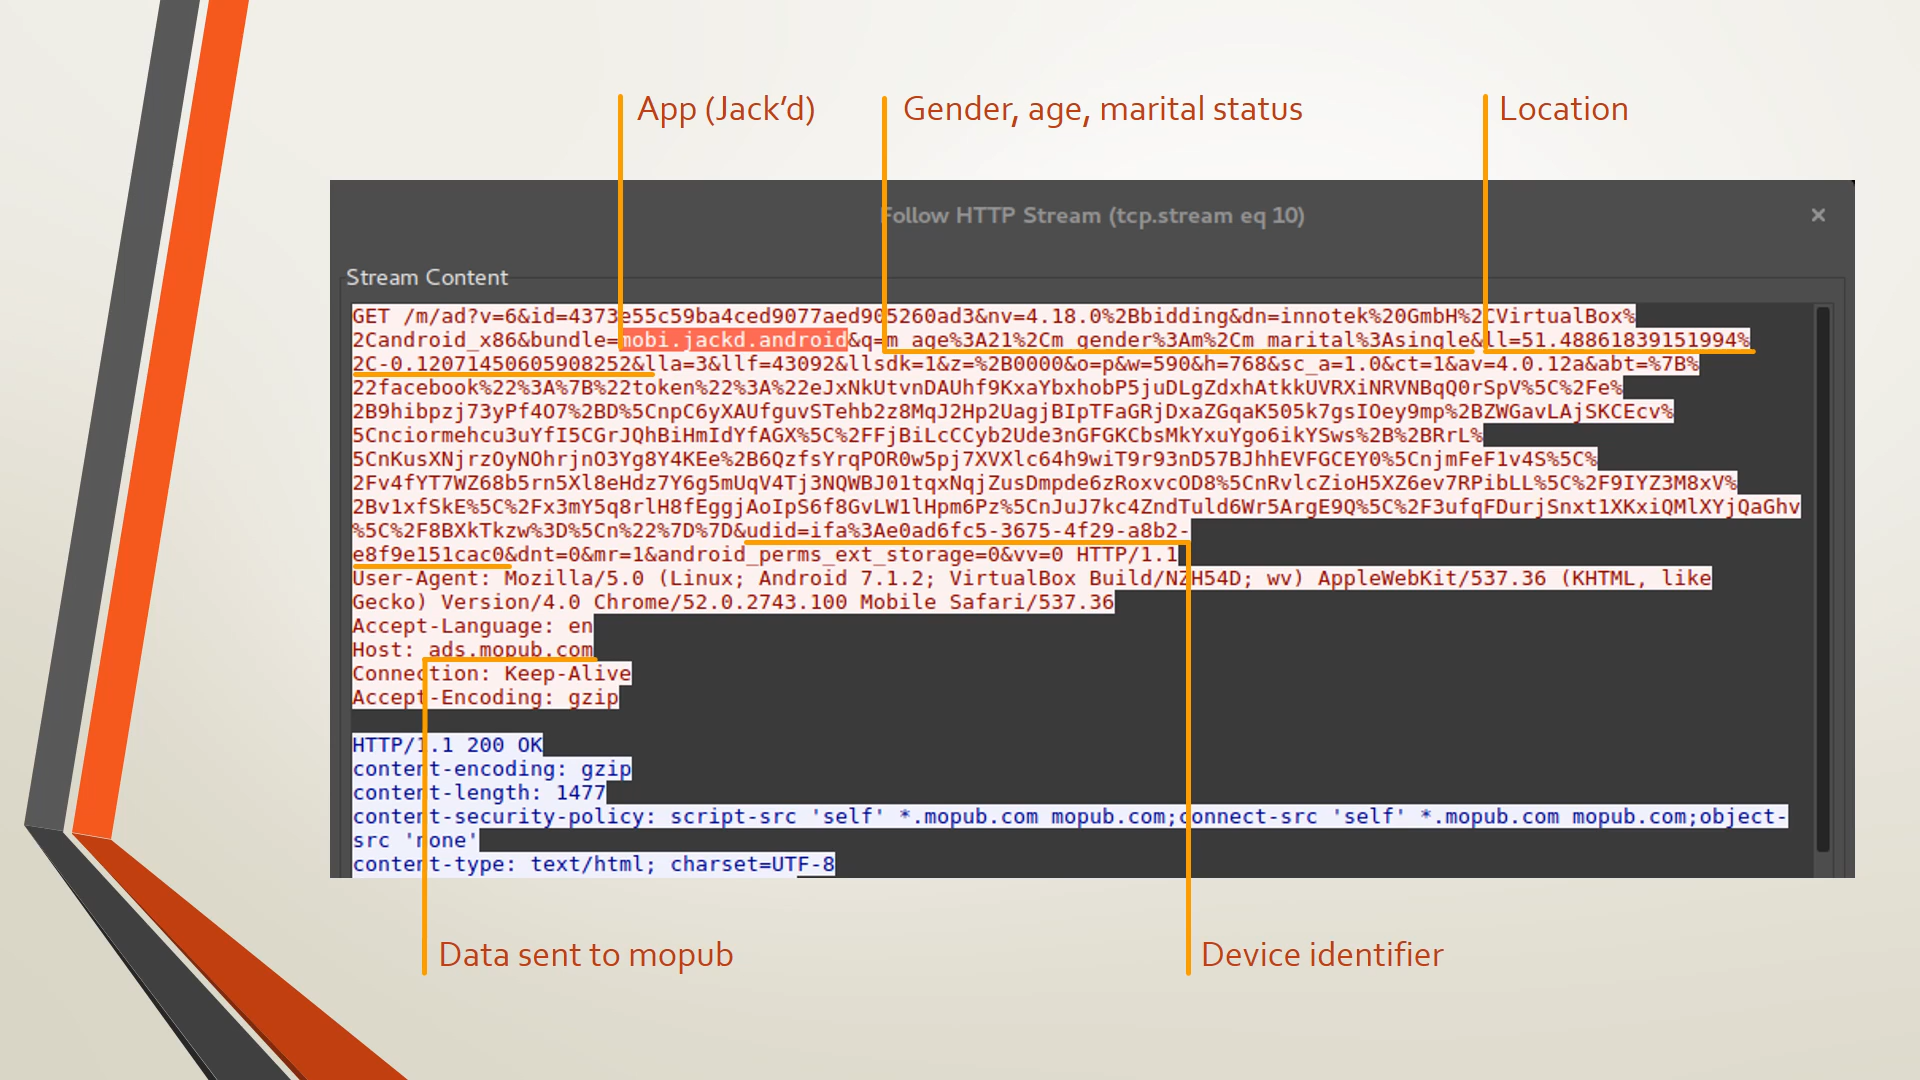 App (Jack’d)
Gender, age, marital status
Location
Follow HTTP Stream (tcp.stream eq 10)
Stream Content
GET /m/ad?v=6&id=4373e55c59ba4ced9077aed905260ad3&nv=4.18.0%2Bbidding&dn=innotek%20GmbH%2CVirtualBox%
2Candroid_x86&bundle=mobi.jackd.android&q=m_age%3A21%2Cm_gender%3Am%2Cm_marital%3Asingle&ll=51.48861839151994%
2C-0.12071450605908252&lla=3&llf=43092&llsdk=1&z=%2B0000&o=p&w=590&h=768&sc_a=1.0&ct=1&av=4.0.12a&abt=%7B%
22facebook%22%3A%7B%22token%22%3A%22eJxNkUtvnDAUhf9KxaYbxhobP5juDLgZdxhAtkkUVRXiNRVNBqQ0rSpV%5C%2Fe%
2B9hibpzj73yPf4O7%2BD%5CnpC6yXAUfguvSTehb2z8MqJ2Hp2UagjBIpTFaGRjDxaZGqaK505k7gsIOey9mp%2BZWGavLAjSKCEcv%
5Cnciormehcu3uYfI5CGrJQhBiHmIdYfAGX%5C%2FFjBiLcCCyb2Ude3nGFGKCbsMkYxuYgo6ikYSws%2B%2BRrL%
5CnKusXNjrzOyNOhrjnO3Yg8Y4KEe%2B6QzfsYrqPOR0w5pj7XVXlc64h9wiT9r93nD57BJhhEVFGCEY0%5CnjmFeF1v4S%5C%
2Fv4fYT7WZ68b5rn5Xl8eHdz7Y6g5mUqV4Tj3NQWBJ01tqxNqjZusDmpde6zRoxvcOD8%5CnRvlcZioH5XZ6ev7RPibLL%5C%2F9IYZ3M8xV%
2Bv1xfSkE%5C%2Fx3mY5q8rlH8fEggjAoIpS6f8GvLW1lHpm6Pz%5CnJuJ7kc4ZndTuld6Wr5ArgE9Q%5C%2F3ufqFDurjSnxt1XKxiQMlXYjQaGhv
%5C%2F8BXkTkzw%3D%5Cn%22%7D%7D&udid=ifa%3Ae0ad6fc5-3675-4f29-a8b2-
e8f9e151cac0&dnt=0&mr=1&android_perms_ext_storage=0&vv=0 HTTP/1.1
User-Agent: Mozilla/5.0 (Linux; Android 7.1.2; VirtualBox Build/NZH54D; wv) AppleWebKit/537.36 (KHTML, like
Gecko) Version/4.0 Chrome/52.0.2743.100 Mobile Safari/537.36
Accept-Language: en
Host: ads.mopub.com
Connection: Keep-Alive
Accept-Encoding: gzip
HTTP/1.1 200 OK
content-encoding: gzip
content-length: 1477
content-security-policy: script-src 'self' *.mopub.com mopub.com;connect-src 'self' *.mopub.com mopub.com;object-
src 'none'
content-type: text/html; charset=UTF-8
Data sent to mopub
Device identifier